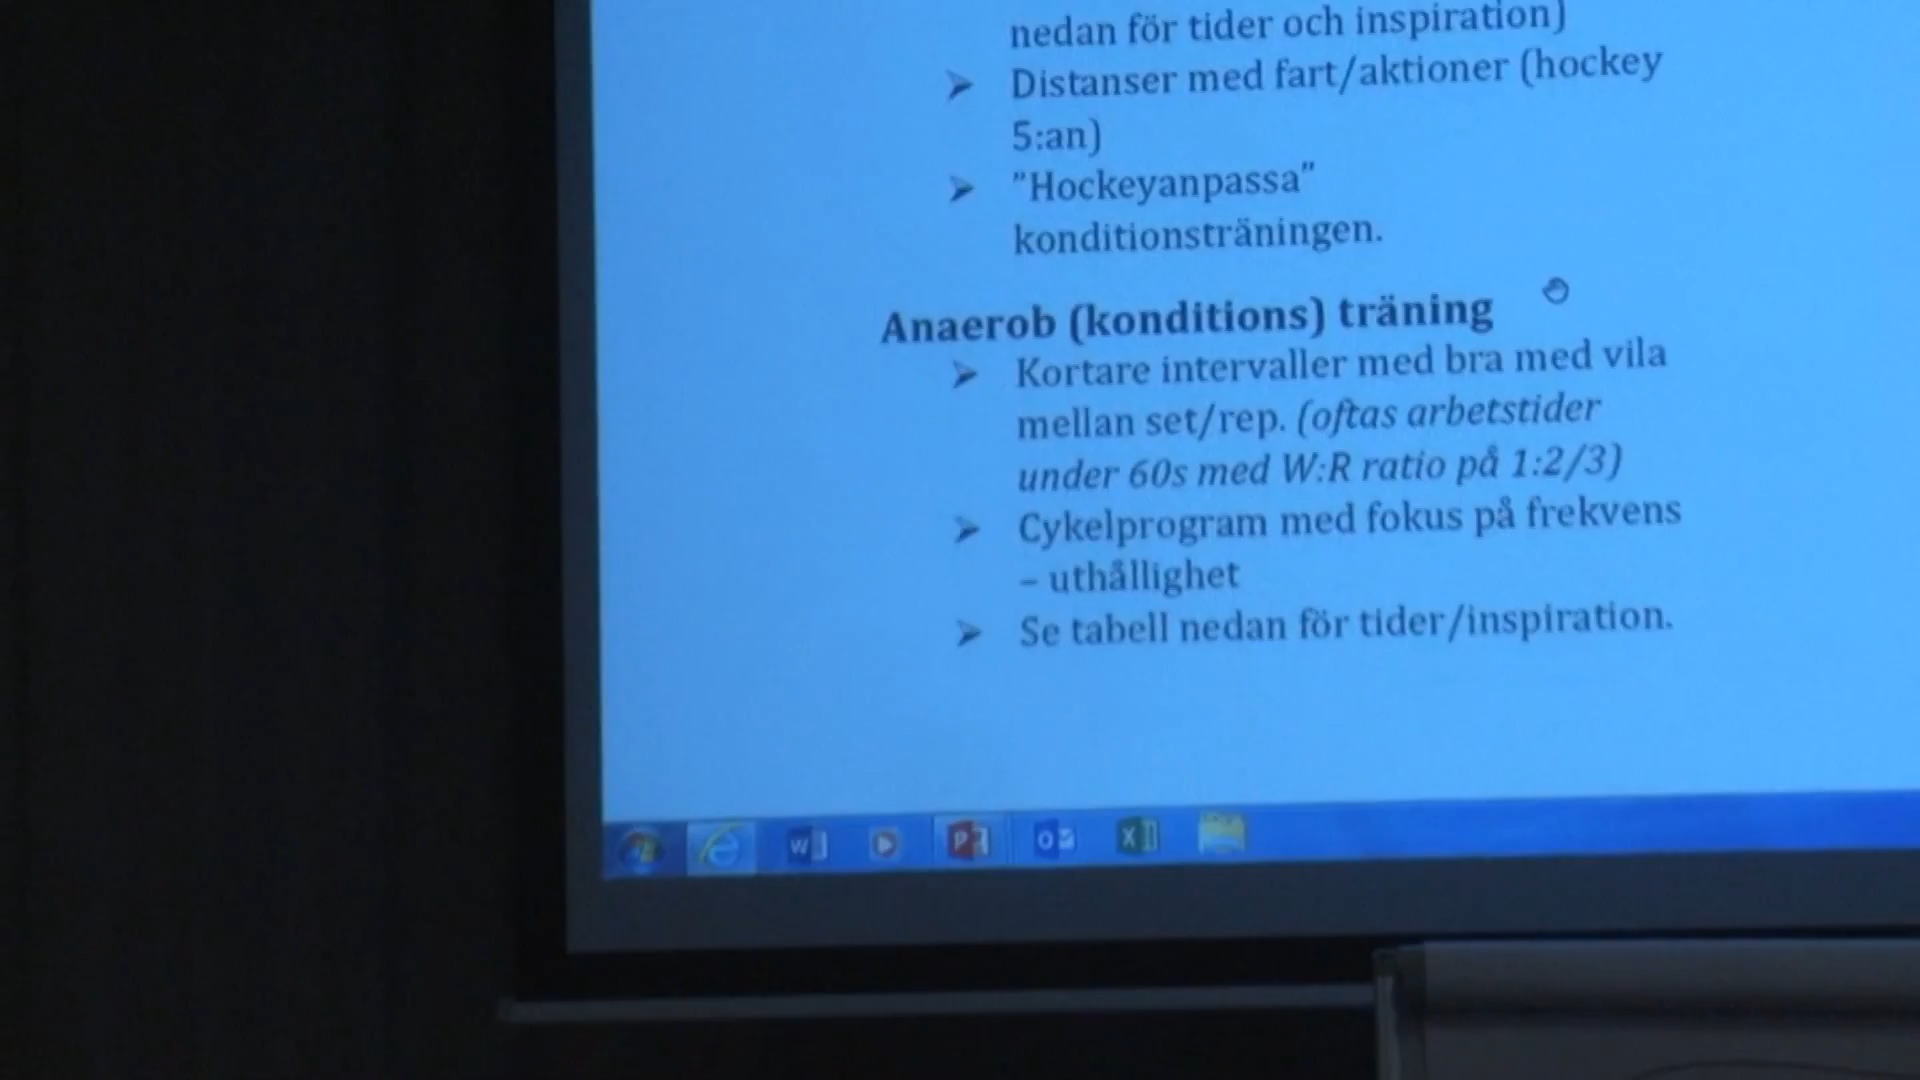 nedan för tider och inspiration)
➢ Distanser med fart/aktioner (hockey
5:an)
➢ "Hockeyanpassa"
konditionsträningen.
Anaerob (konditions) träning
➢ Kortare intervaller med bra med vila
mellan set/rep. (oftas arbetstider
under 60s med W:R ratio på 1:2/3)
➢ Cykelprogram med fokus på frekvens
– uthållighet
➢ Se tabell nedan för tider/inspiration.